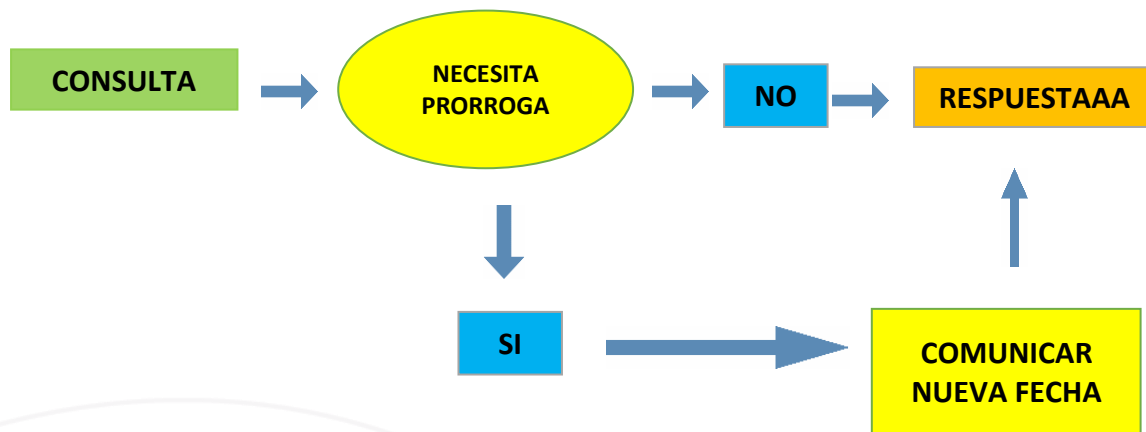 CONSULTA
NECESITA
PRORROGA
NO
RESPUESTAAA
SI
COMUNICAR
NUEVA FECHA